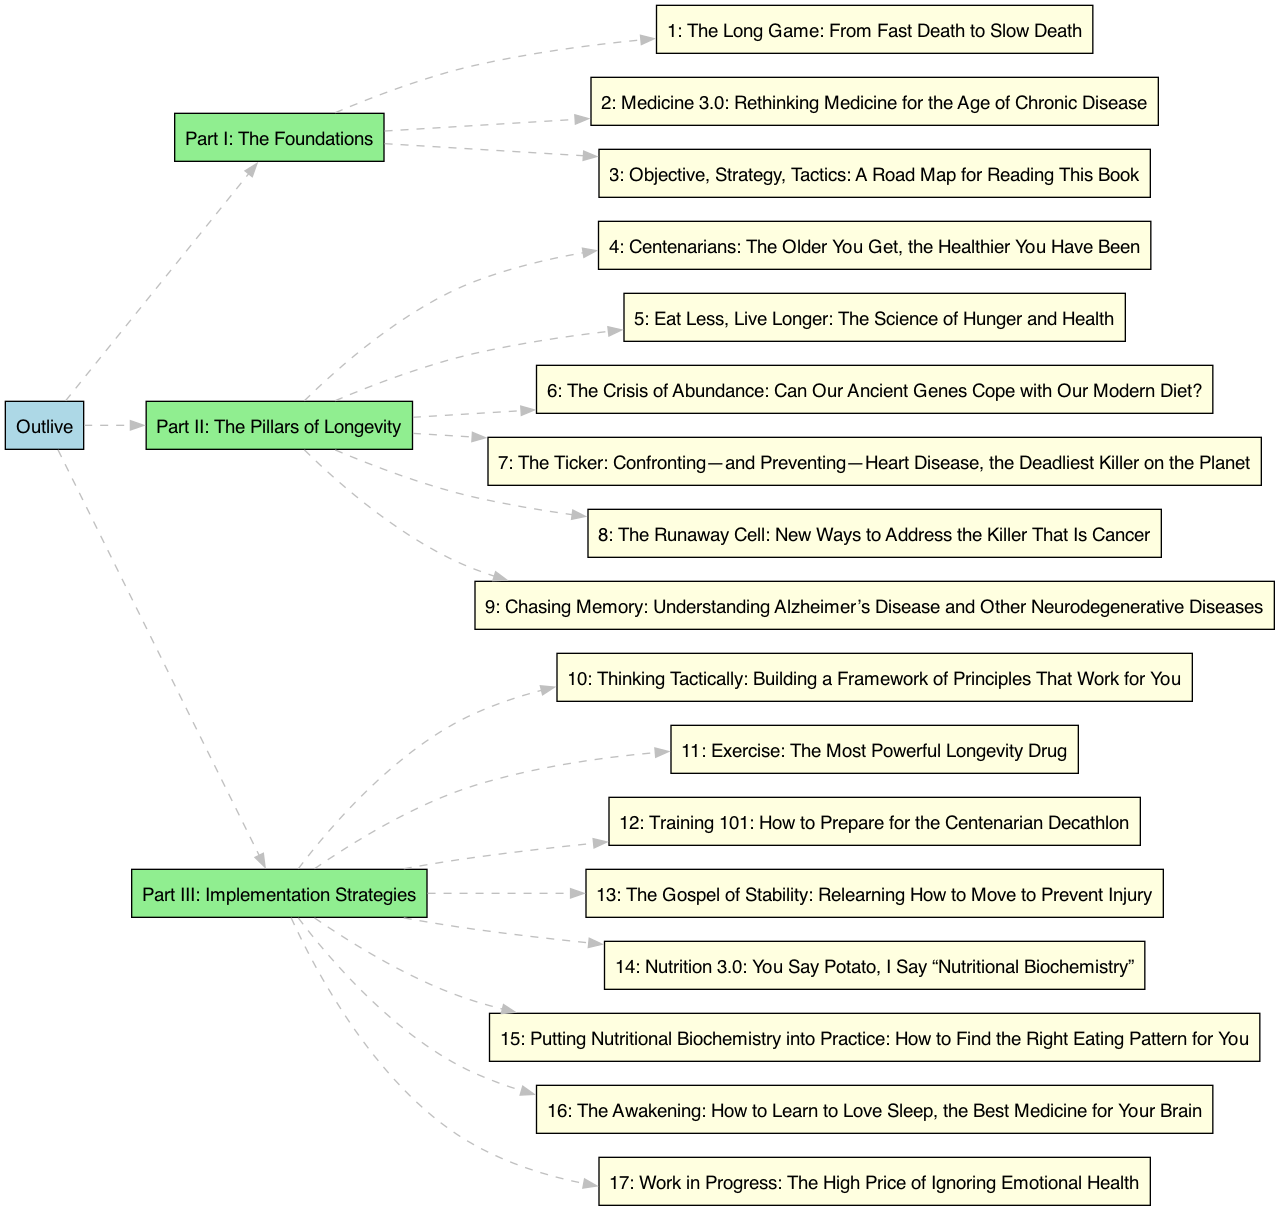 Outlive
Part I: The Foundations
1: The Long Game: From Fast Death to Slow Death
2: Medicine 3.0: Rethinking Medicine for the Age of Chronic Disease
3: Objective, Strategy, Tactics: A Road Map for Reading This Book
Part II: The Pillars of Longevity
4: Centenarians: The Older You Get, the Healthier You Have Been
5: Eat Less, Live Longer: The Science of Hunger and Health
6: The Crisis of Abundance: Can Our Ancient Genes Cope with Our Modern Diet?
7: The Ticker: Confronting—and Preventing—Heart Disease, the Deadliest Killer on the Planet
8: The Runaway Cell: New Ways to Address the Killer That Is Cancer
9: Chasing Memory: Understanding Alzheimer’s Disease and Other Neurodegenerative Diseases
Part III: Implementation Strategies
10: Thinking Tactically: Building a Framework of Principles That Work for You
11: Exercise: The Most Powerful Longevity Drug
12: Training 101: How to Prepare for the Centenarian Decathlon
13: The Gospel of Stability: Relearning How to Move to Prevent Injury
14: Nutrition 3.0: You Say Potato, I Say “Nutritional Biochemistry”
15: Putting Nutritional Biochemistry into Practice: How to Find the Right Eating Pattern for You
16: The Awakening: How to Learn to Love Sleep, the Best Medicine for Your Brain
17: Work in Progress: The High Price of Ignoring Emotional Health